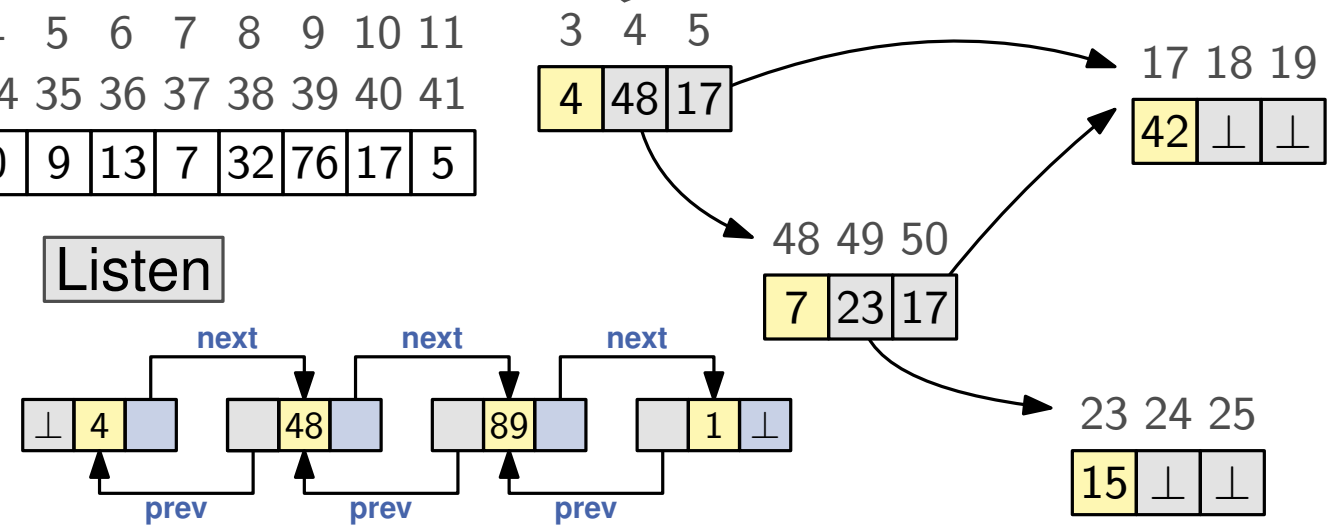 5 6 7 8 9 10 11
4 35 36 37 38 39 40 41
9 13 7 32 76 17 5
3 4 5
4 48 17
17 18 19
42 ⊥ ⊥
48 49 50
7 23 17
23 24 25
15 ⊥ ⊥
Listen
next next next
⊥ 4 48 89 1 ⊥
prev prev prev